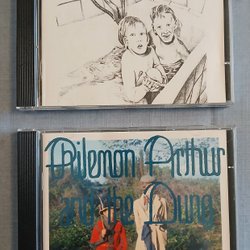 Philemon Arthur
and the Dung